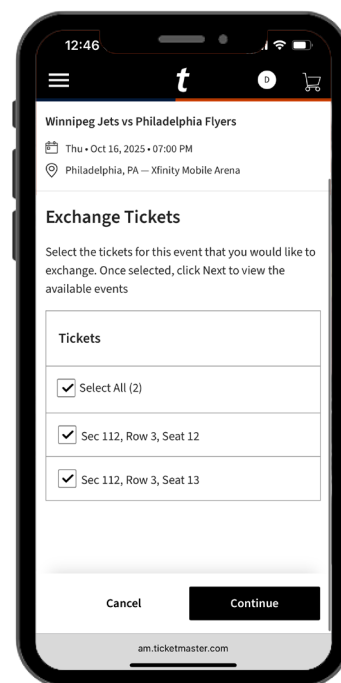 12:46
t
D
Winnipeg Jets vs Philadelphia Flyers
Thu • Oct 16, 2025 • 07:00 PM
Philadelphia, PA — Xfinity Mobile Arena
Exchange Tickets
Select the tickets for this event that you would like to
exchange. Once selected, click Next to view the
available events
Tickets
Select All (2)
Sec 112, Row 3, Seat 12
Sec 112, Row 3, Seat 13
Cancel Continue
am.ticketmaster.com